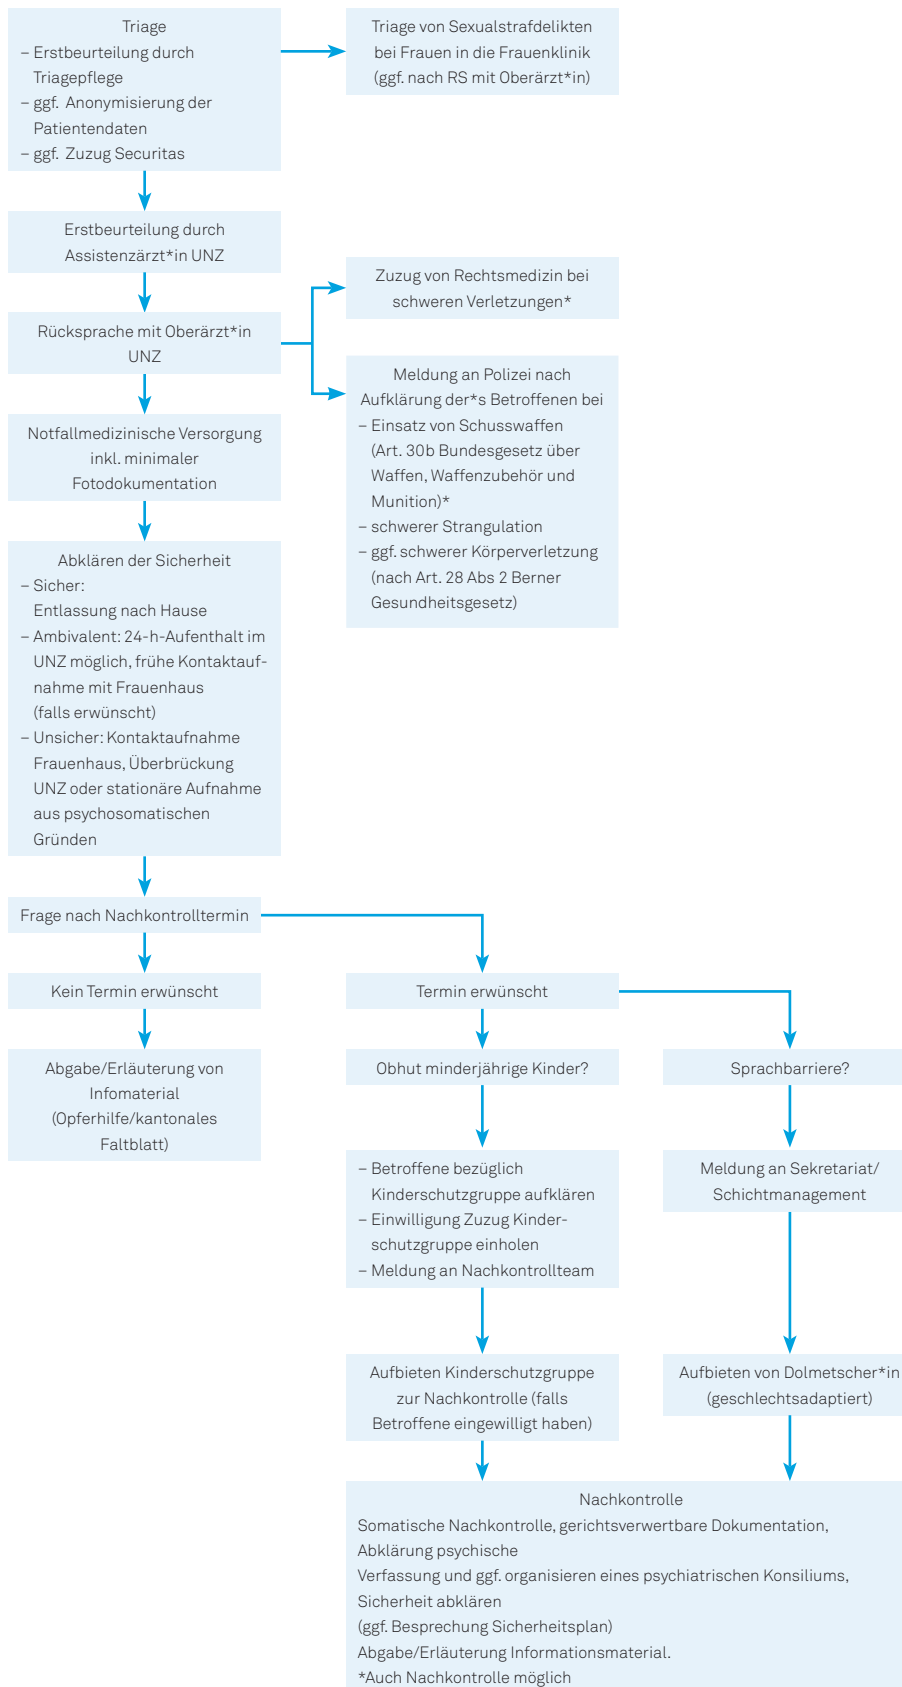 Triage
– Erstbeurteilung durch
Triagepflege
– ggf. Anonymisierung der
Patientendaten
– ggf. Zuzug Securitas
Triage von Sexualstrafdelikten
bei Frauen in die Frauenklinik
(ggf. nach RS mit Oberärzt*in)
Erstbeurteilung durch
Assistenzärzt*in UNZ
Rücksprache mit Oberärzt*in
UNZ
Zuzug von Rechtsmedizin bei
schweren Verletzungen*
Meldung an Polizei nach
Aufklärung der*s Betroffenen bei
– Einsatz von Schusswaffen
(Art. 30b Bundesgesetz über
Waffen, Waffenzubehör und
Munition)*
– schwerer Strangulation
– ggf. schwerer Körperverletzung
(nach Art. 28 Abs 2 Berner
Gesundheitsgesetz)
Notfallmedizinische Versorgung
inkl. minimaler
Fotodokumentation
Abklären der Sicherheit
– Sicher:
Entlassung nach Hause
– Ambivalent: 24-h-Aufenthalt im
UNZ möglich, frühe Kontaktauf-
nahme mit Frauenhaus
(falls erwünscht)
– Unsicher: Kontaktaufnahme
Frauenhaus, Überbrückung
UNZ oder stationäre Aufnahme
aus psychosomatischen
Gründen
Frage nach Nachkontrolltermin
Kein Termin erwünscht
Abgabe/Erläuterung von
Infomaterial
(Opferhilfe/kantonales
Faltblatt)
Termin erwünscht
Obhut minderjährige Kinder?
– Betroffene bezüglich
Kinderschutzgruppe aufklären
– Einwilligung Zuzug Kinder-
schutzgruppe einholen
– Meldung an Nachkontrollteam
Aufbieten Kinderschutzgruppe
zur Nachkontrolle (falls
Betroffene eingewilligt haben)
Sprachbarriere?
Meldung an Sekretariat/
Schichtmanagement
Aufbieten von Dolmetscher*in
(geschlechtsadaptiert)
Nachkontrolle
Somatische Nachkontrolle, gerichtsverwertbare Dokumentation,
Abklärung psychische
Verfassung und ggf. organisieren eines psychiatrischen Konsiliums,
Sicherheit abklären
(ggf. Besprechung Sicherheitsplan)
Abgabe/Erläuterung Informationsmaterial.
*Auch Nachkontrolle möglich